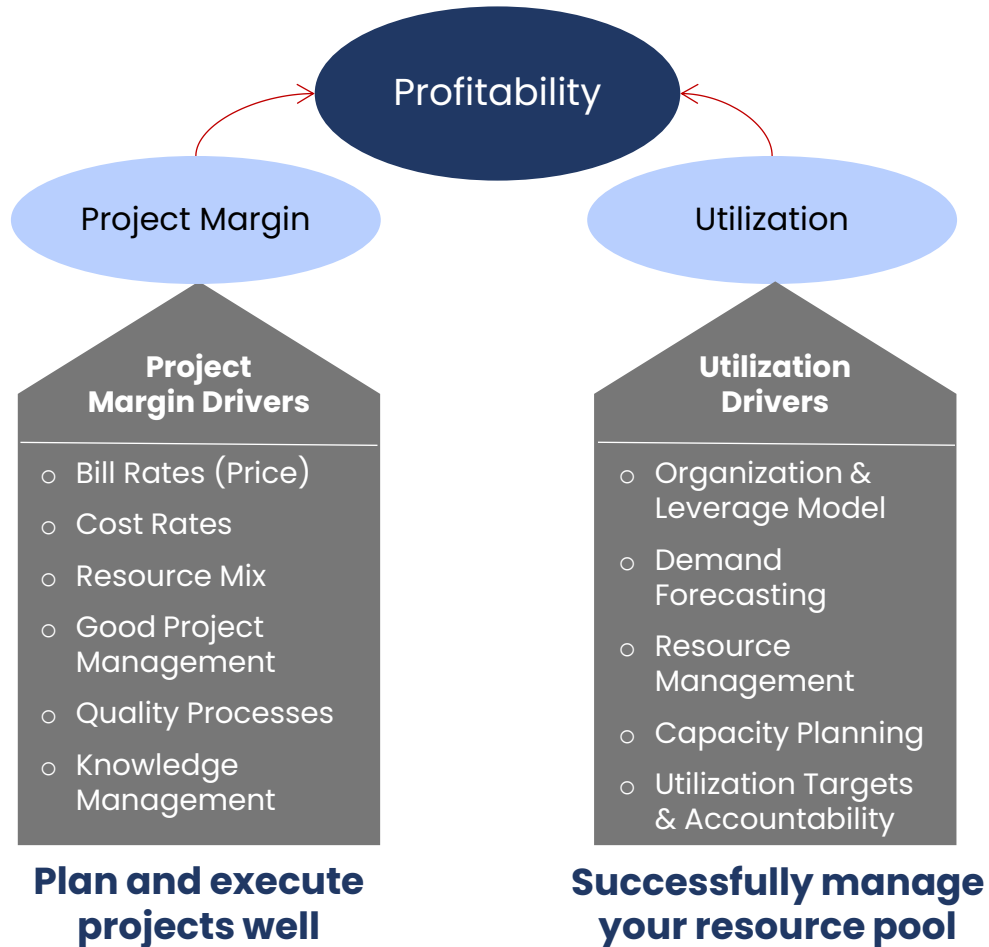 Profitability
Project Margin
Utilization
Project
Margin Drivers
○ Bill Rates (Price)
○ Cost Rates
○ Resource Mix
○ Good Project
Management
○ Quality Processes
○ Knowledge
Management
Plan and execute
projects well
Utilization
Drivers
○ Organization &
Leverage Model
○ Demand
Forecasting
○ Resource
Management
○ Capacity Planning
○ Utilization Targets
& Accountability
Successfully manage
your resource pool